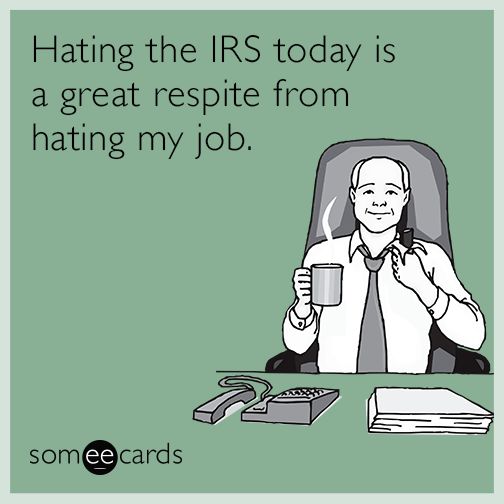 Hating the IRS today is
a great respite from
hating my job.
someecards